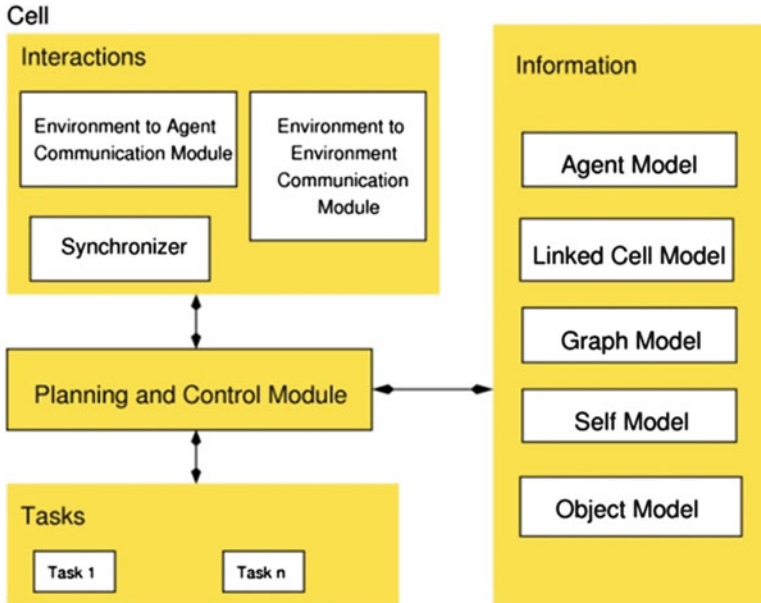 Cell
Interactions
Environment to Agent
Communication Module
Environment to
Environment
Communication
Module
Synchronizer
Planning and Control Module
Tasks
Task 1
Task n
Information
Agent Model
Linked Cell Model
Graph Model
Self Model
Object Model